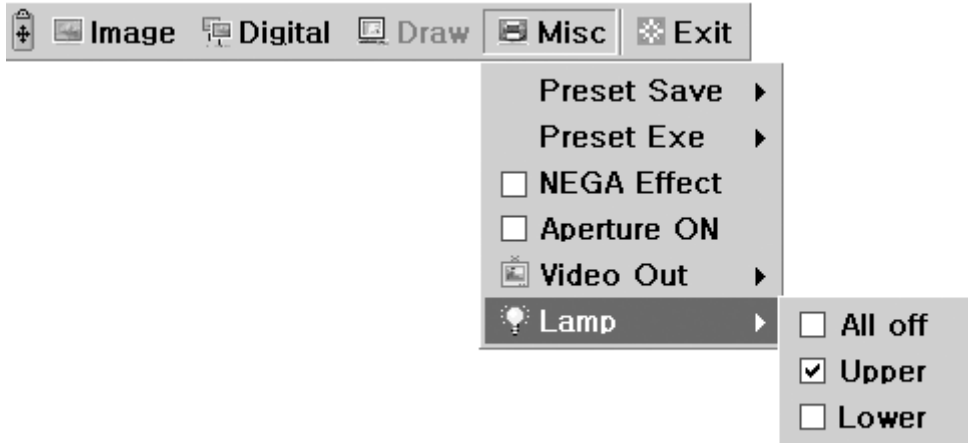 Image Digital Draw Misc Exit
Preset Save
Preset Exe
NEGA Effect
Aperture ON
Video Out
Lamp
All off
Upper
Lower